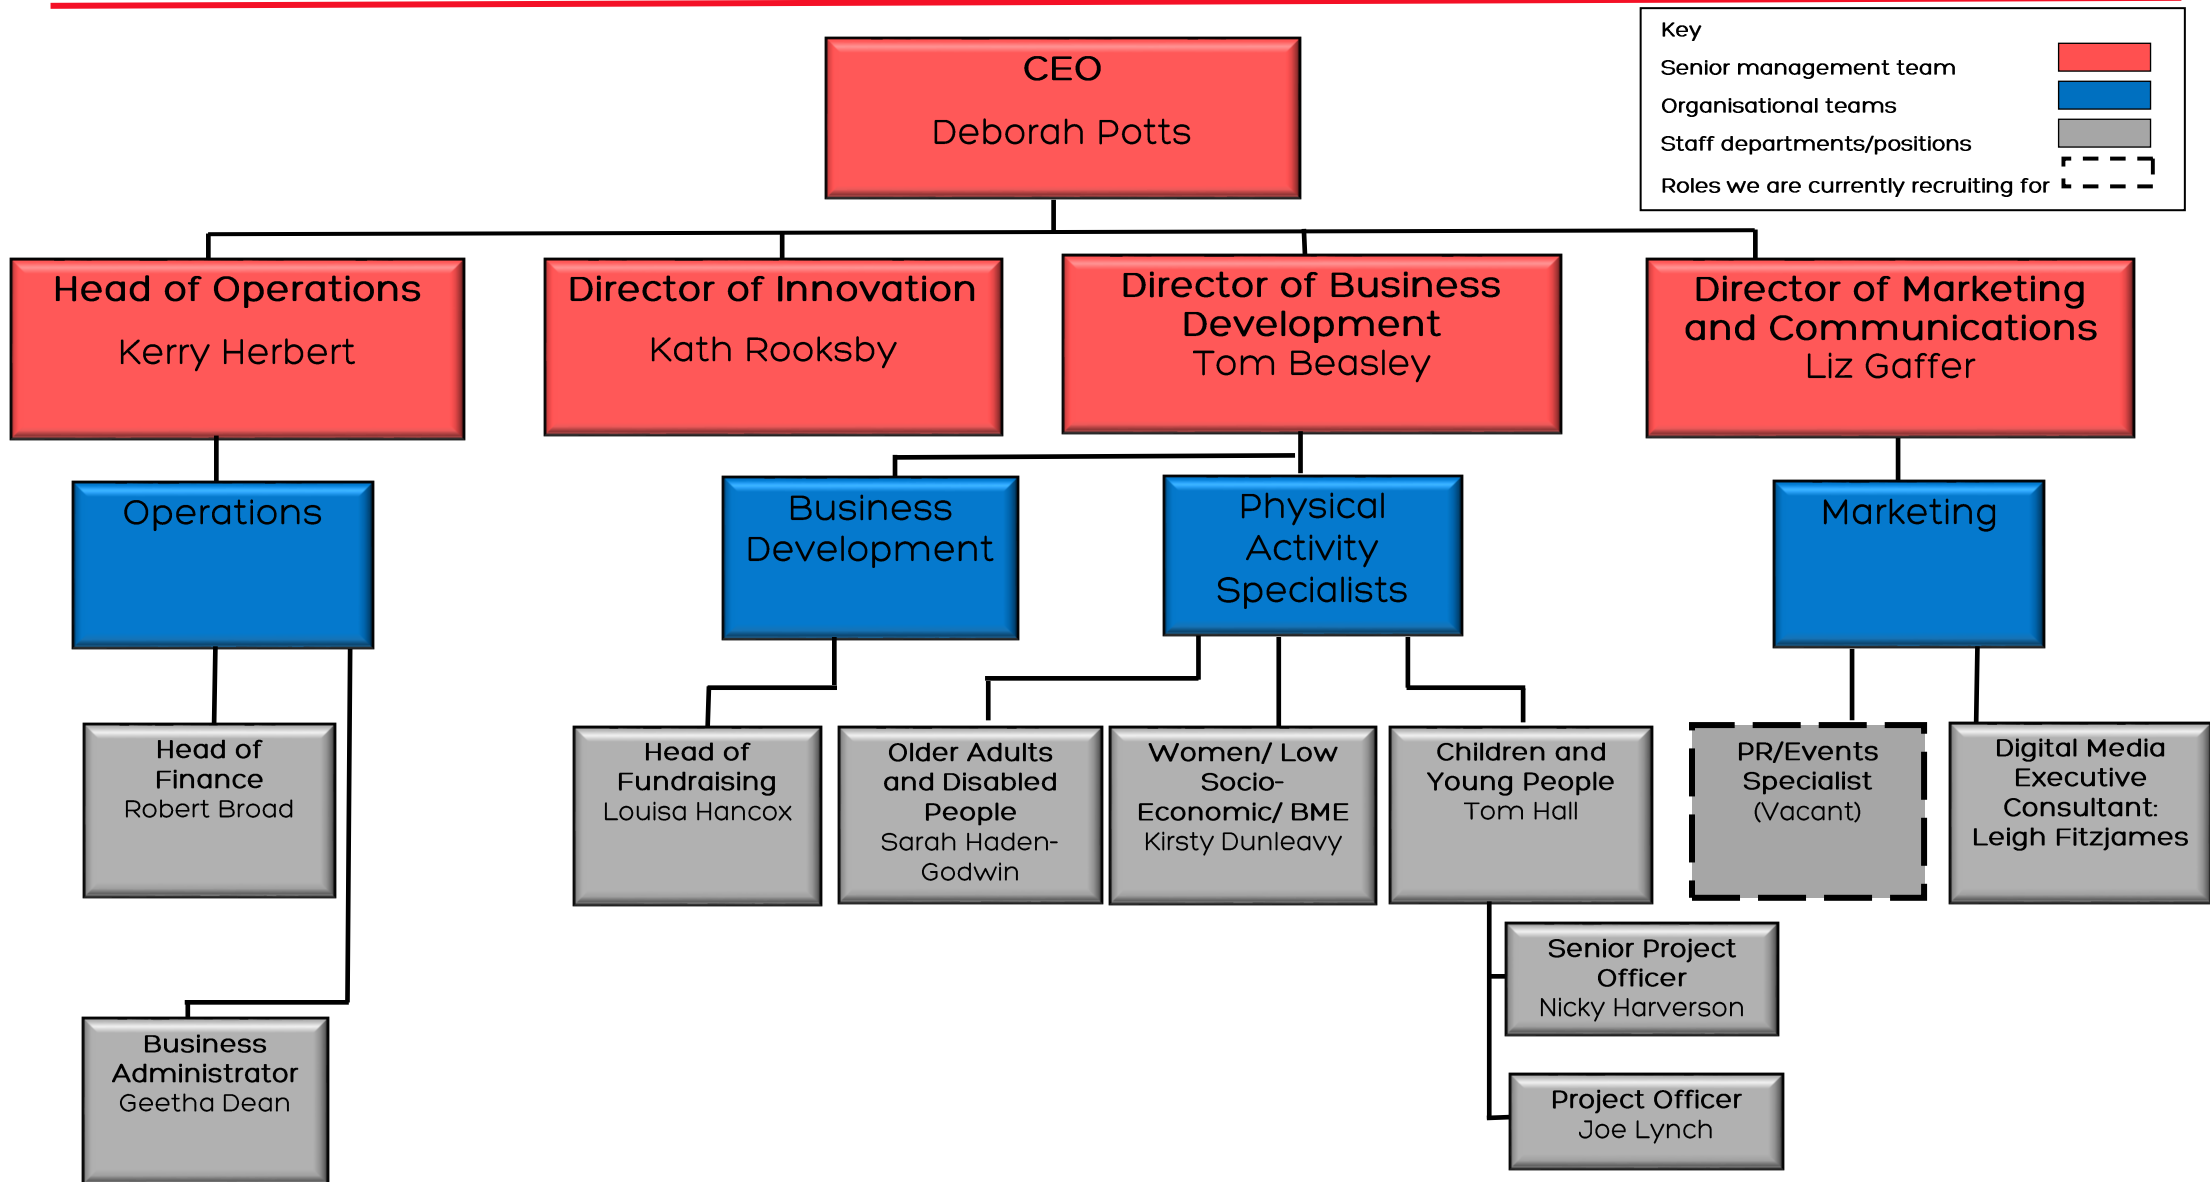 Key
Senior management team
Organisational teams
Staff departments/positions
Roles we are currently recruiting for
CEO
Deborah Potts
Head of Operations
Kerry Herbert
Director of Innovation
Kath Rooksby
Director of Business
Development
Tom Beasley
Director of Marketing
and Communications
Liz Gaffer
Operations
Business
Development
Physical
Activity
Specialists
Marketing
Head of
Finance
Robert Broad
Head of
Fundraising
Louisa Hancox
Older Adults
and Disabled
People
Sarah Haden-
Godwin
Women/ Low
Socio-
Economic/ BME
Kirsty Dunleavy
Children and
Young People
Tom Hall
PR/Events
Specialist
(Vacant)
Digital Media
Executive
Consultant:
Leigh Fitzjames
Senior Project
Officer
Nicky Harverson
Business
Administrator
Geetha Dean
Project Officer
Joe Lynch